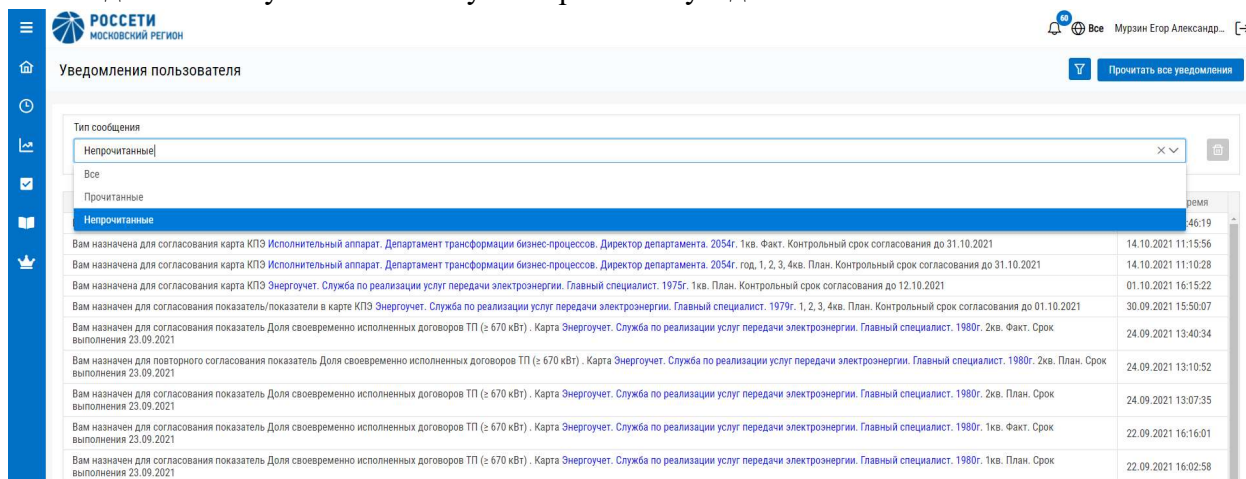 РОССЕТИ
МОСКОВСКИЙ РЕГИОН
60
Все Мурзин Егор Александр...
Уведомления пользователя
Прочитать все уведомления
Тип сообщения
Непрочитанные
Все
Прочитанные
Непрочитанные
ремя
:46:19
Вам назначена для согласования карта КПЭ Исполнительный аппарат. Департамент трансформации бизнес-процессов. Директор департамента. 2054г. 1кв. Факт. Контрольный срок согласования до 31.10.2021 14.10.2021 11:15:56
Вам назначена для согласования карта КПЭ Исполнительный аппарат. Департамент трансформации бизнес-процессов. Директор департамента. 2054г. год, 1, 2, 3, 4кв. План. Контрольный срок согласования до 31.10.2021 14.10.2021 11:10:28
Вам назначена для согласования карта КПЭ Энергоучет. Служба по реализации услуг передачи электроэнергии. Главный специалист. 1975г. 1кв. План. Контрольный срок согласования до 12.10.2021 01.10.2021 16:15:22
Вам назначен для согласования показатель/показатели в карте КПЭ Энергоучет. Служба по реализации услуг передачи электроэнергии. Главный специалист. 1979г. 1, 2, 3, 4кв. План. Контрольный срок согласования до 01.10.2021 30.09.2021 15:50:07
Вам назначен для согласования показатель Доля своевременно исполненных договоров ТП (≥ 670 кВт) . Карта Энергоучет. Служба по реализации услуг передачи электроэнергии. Главный специалист. 1980г. 2кв. Факт. Срок
выполнения 23.09.2021 24.09.2021 13:40:34
Вам назначен для повторного согласования показатель Доля своевременно исполненных договоров ТП (≥ 670 кВт) . Карта Энергоучет. Служба по реализации услуг передачи электроэнергии. Главный специалист. 1980г. 2кв. План. Срок
выполнения 23.09.2021 24.09.2021 13:10:52
Вам назначен для согласования показатель Доля своевременно исполненных договоров ТП (≥ 670 кВт) . Карта Энергоучет. Служба по реализации услуг передачи электроэнергии. Главный специалист. 1980г. 2кв. План. Срок
выполнения 23.09.2021 24.09.2021 13:07:35
Вам назначен для согласования показатель Доля своевременно исполненных договоров ТП (≥ 670 кВт) . Карта Энергоучет. Служба по реализации услуг передачи электроэнергии. Главный специалист. 1980г. 1кв. Факт. Срок
выполнения 23.09.2021 22.09.2021 16:16:01
Вам назначен для согласования показатель Доля своевременно исполненных договоров ТП (≥ 670 кВт) . Карта Энергоучет. Служба по реализации услуг передачи электроэнергии. Главный специалист. 1980г. 1кв. План. Срок
выполнения 23.09.2021 22.09.2021 16:02:58